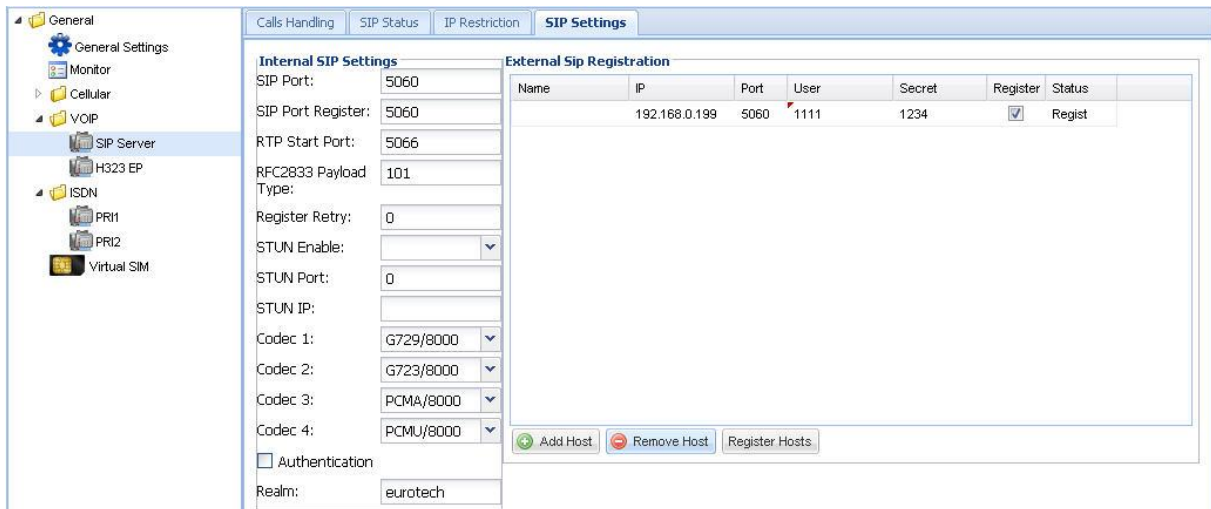 General
General Settings
Monitor
Cellular
VOIP
SIP Server
H323 EP
ISDN
PRI1
PRI2
Virtual SIM
Calls Handling SIP Status IP Restriction SIP Settings
Internal SIP Settings
SIP Port: 5060
SIP Port Register: 5060
RTP Start Port: 5066
RFC2833 Payload
Type: 101
Register Retry: 0
STUN Enable:
STUN Port: 0
STUN IP:
Codec 1: G729/8000
Codec 2: G723/8000
Codec 3: PCMA/8000
Codec 4: PCMU/8000
Authentication
Realm: eurotech
External Sip Registration
Name IP Port User Secret Register Status
192.168.0.199 5060 1111 1234 Regist
Add Host Remove Host Register Hosts